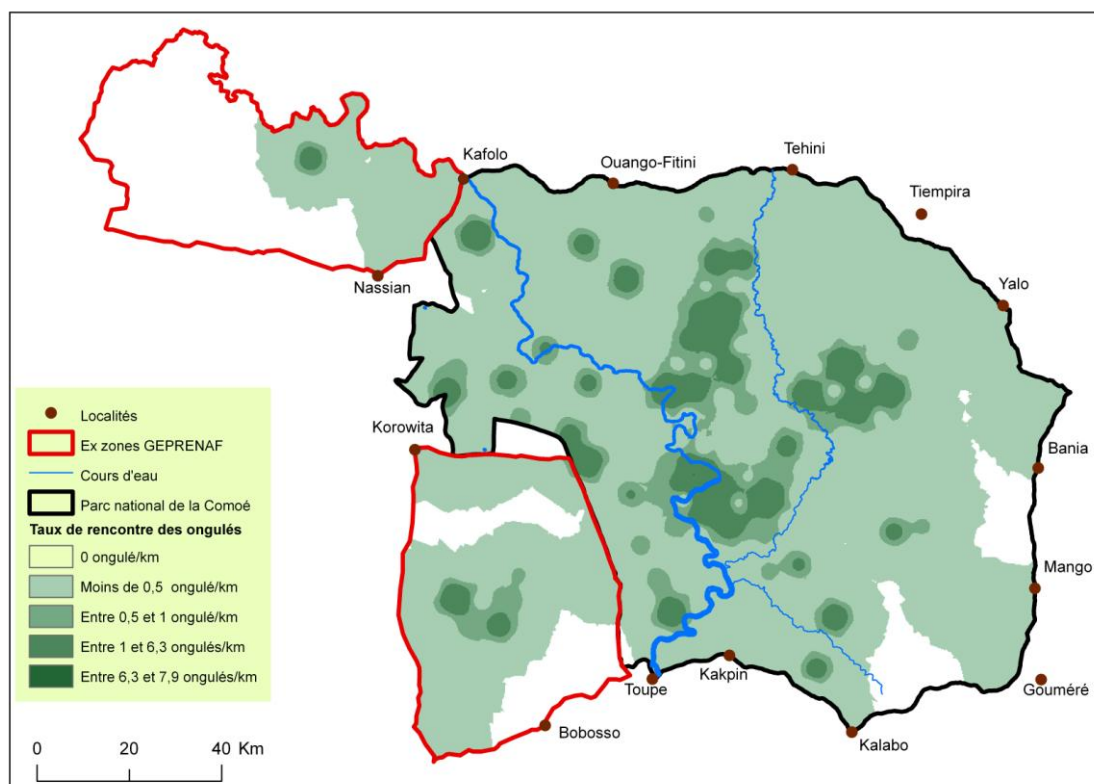 Kafolo
Ouango-Fitini
Tehini
Tiempira
Nassian
Yalo
Localités
Ex zones GEPRENAF
Cours d'eau
Parc national de la Comoé
Taux de rencontre des ongulés
0 ongulé/km
Moins de 0,5 ongulé/km
Entre 0,5 et 1 ongulé/km
Entre 1 et 6,3 ongulés/km
Entre 6,3 et 7,9 ongulés/km
Korowita
Bania
Mango
Toupe
Kakpin
Gouméré
Bobosso
Kalabo
0 20 40 Km